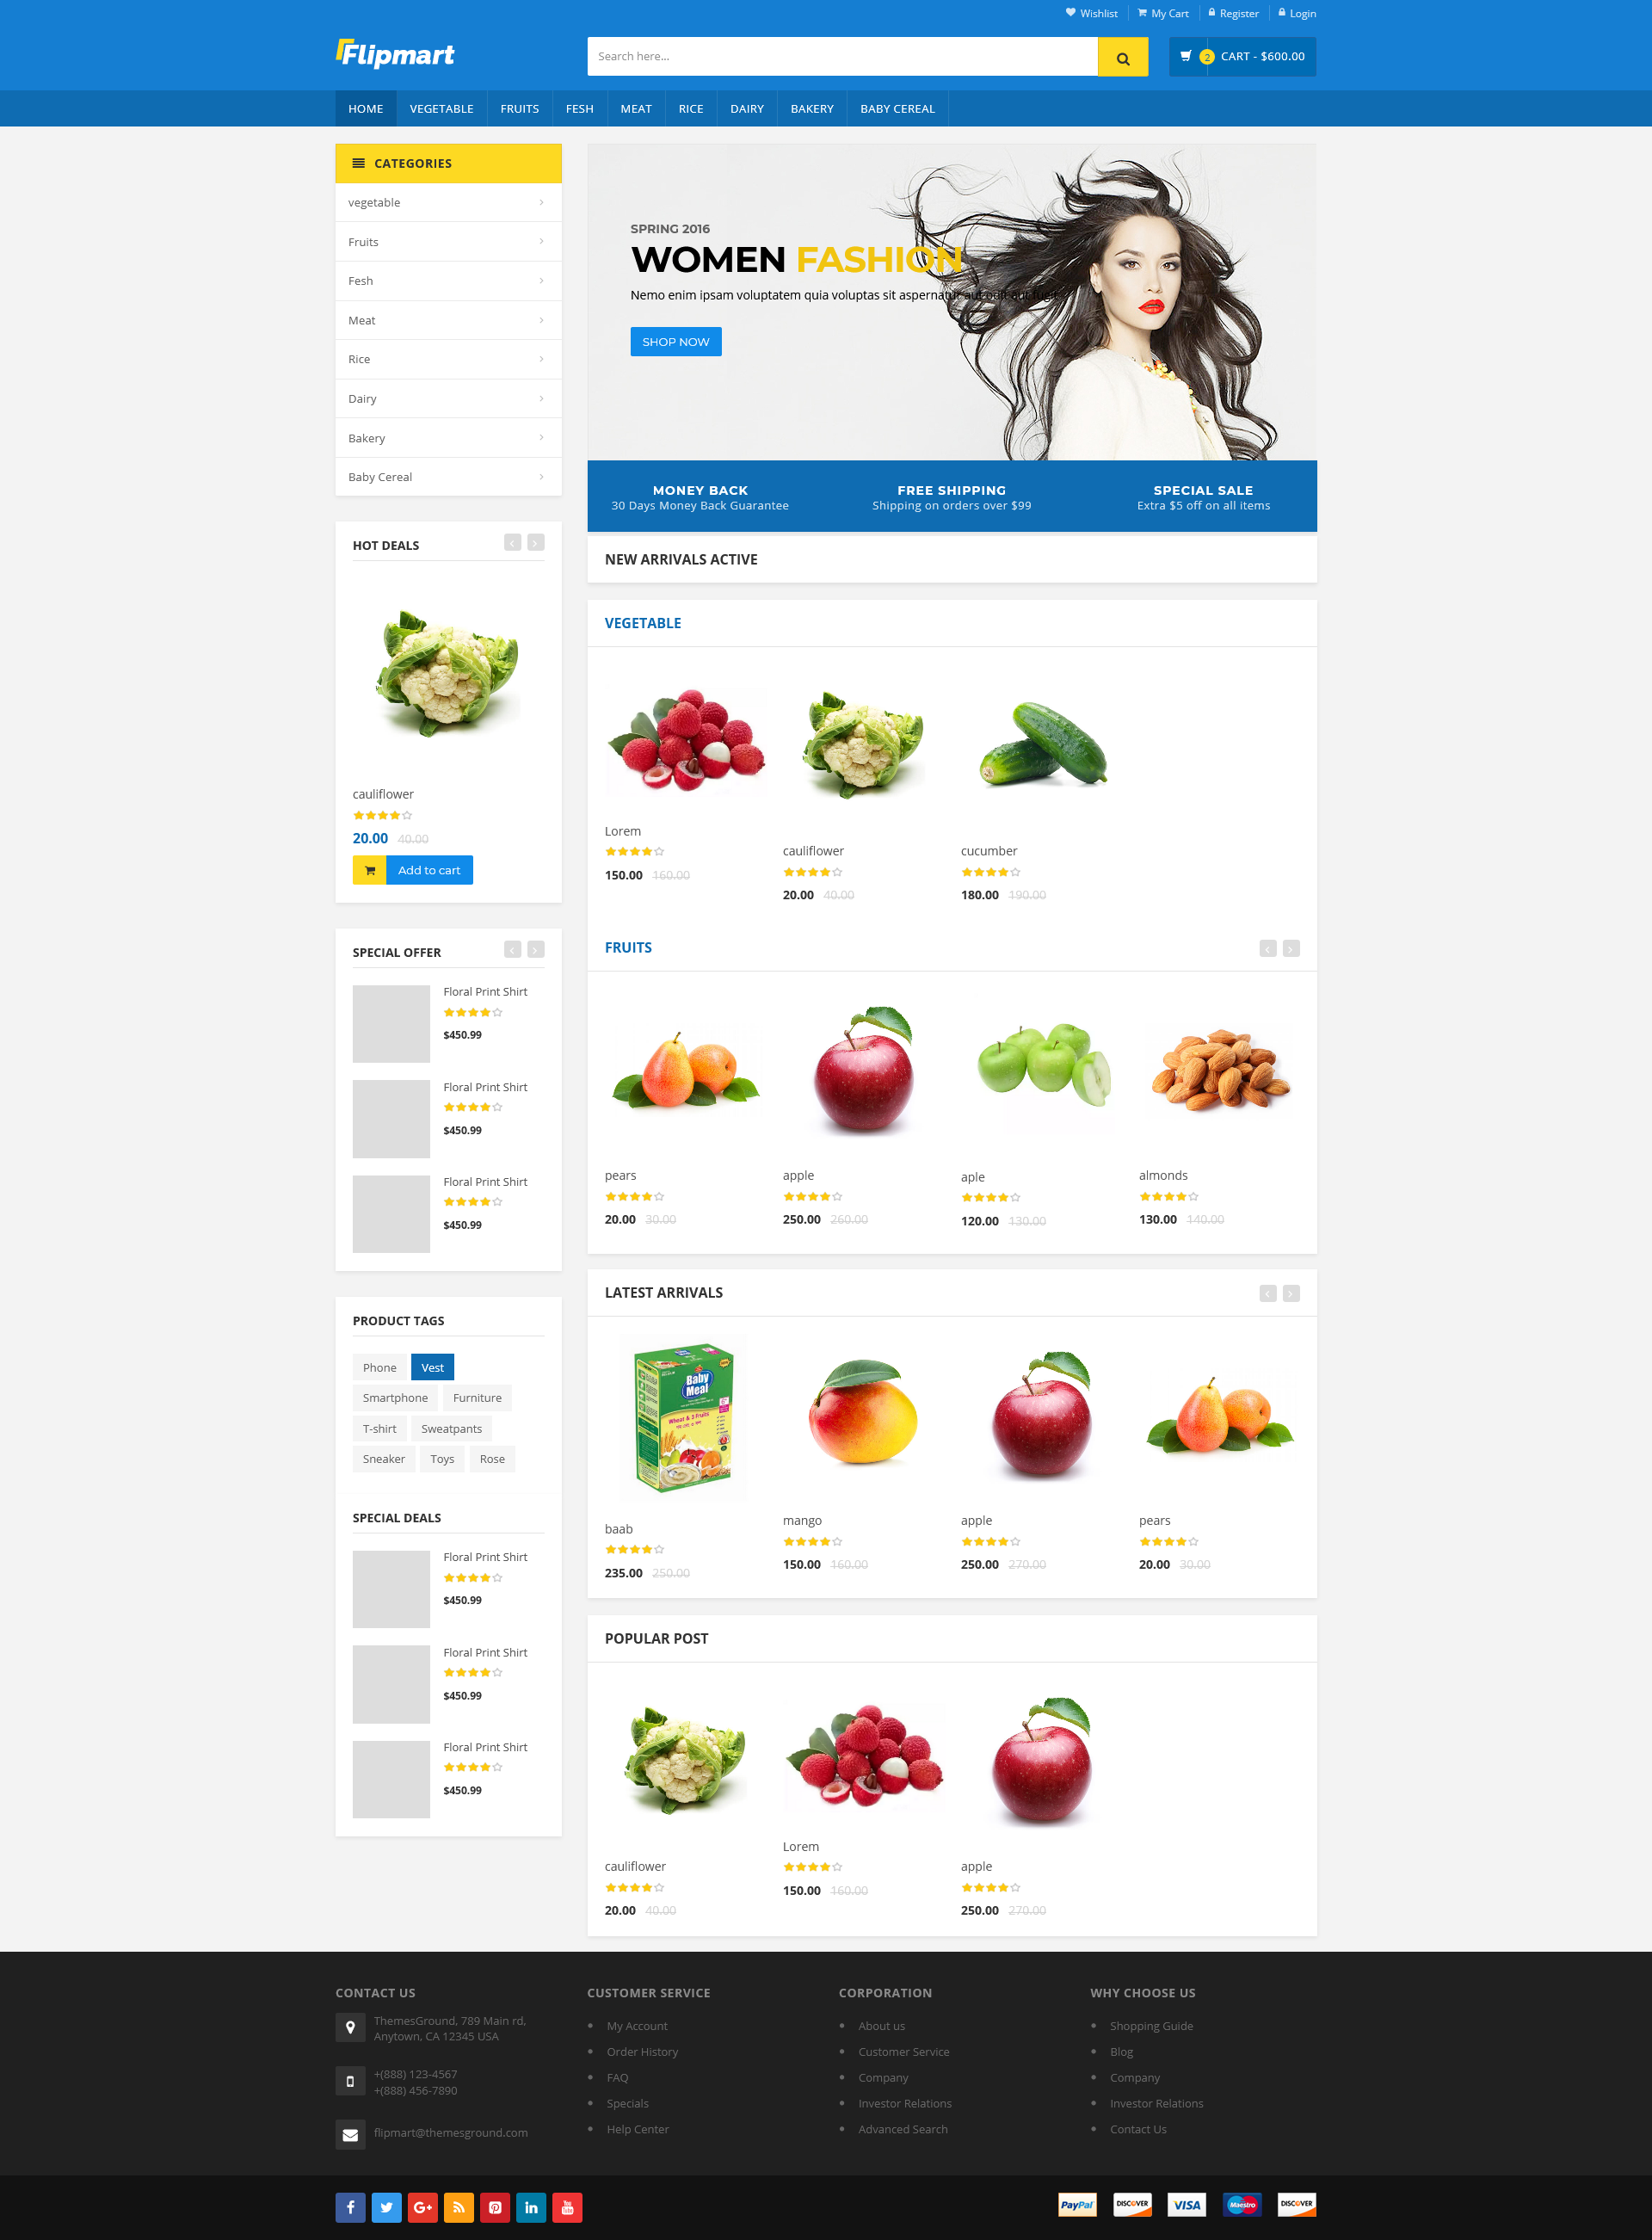 Wishlist
My Cart
Register
Login
Flipmart
Search here...
2
CART - $600.00
HOME
VEGETABLE
FRUITS
FESH
MEAT
RICE
DAIRY
BAKERY
BABY CEREAL
CATEGORIES
vegetable
Fruits
Fesh
Meat
Rice
Dairy
Bakery
Baby Cereal
SPRING 2016
WOMEN FASHION
Nemo enim ipsam voluptatem quia voluptas sit aspernatur aut odit aut fugit
SHOP NOW
MONEY BACK
30 Days Money Back Guarantee
FREE SHIPPING
Shipping on orders over $99
SPECIAL SALE
Extra $5 off on all items
HOT DEALS
cauliflower
20.00 40.00
Add to cart
SPECIAL OFFER
Floral Print Shirt
$450.99
Floral Print Shirt
$450.99
Floral Print Shirt
$450.99
PRODUCT TAGS
Phone
Vest
Smartphone
Furniture
T-shirt
Sweatpants
Sneaker
Toys
Rose
SPECIAL DEALS
Floral Print Shirt
$450.99
Floral Print Shirt
$450.99
Floral Print Shirt
$450.99
NEW ARRIVALS ACTIVE
VEGETABLE
Lorem
150.00 160.00
cauliflower
20.00 40.00
cucumber
180.00 190.00
FRUITS
pears
20.00 30.00
apple
250.00 260.00
aple
120.00 130.00
almonds
130.00 140.00
LATEST ARRIVALS
Baby
Meal
Wheat & 3 Fruits
baab
235.00 250.00
mango
150.00 160.00
apple
250.00 270.00
pears
20.00 30.00
POPULAR POST
cauliflower
20.00 40.00
Lorem
150.00 160.00
apple
250.00 270.00
CONTACT US
ThemesGround, 789 Main rd,
Anytown, CA 12345 USA
+(888) 123-4567
+(888) 456-7890
flipmart@themesground.com
CUSTOMER SERVICE
My Account
Order History
FAQ
Specials
Help Center
CORPORATION
About us
Customer Service
Company
Investor Relations
Advanced Search
WHY CHOOSE US
Shopping Guide
Blog
Company
Investor Relations
Contact Us
PayPal
DISCOVER
VISA
Maestro
DISCOVER